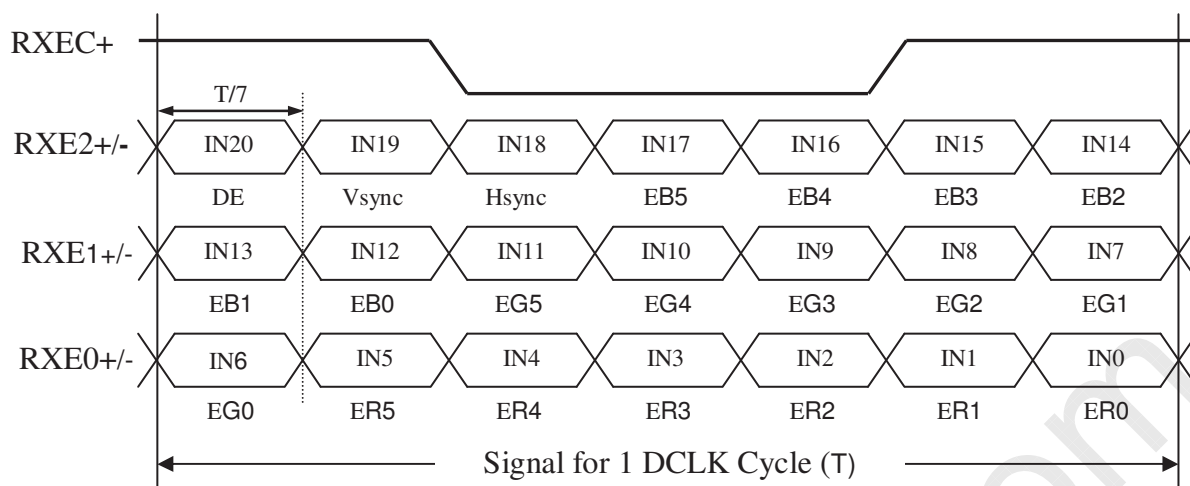 RXEC+
T/7
RXE2+/- IN20 IN19 IN18 IN17 IN16 IN15 IN14
DE Vsync Hsync EB5 EB4 EB3 EB2
RXE1+/- IN13 IN12 IN11 IN10 IN9 IN8 IN7
EB1 EB0 EG5 EG4 EG3 EG2 EG1
RXE0+/- IN6 IN5 IN4 IN3 IN2 IN1 IN0
EG0 ER5 ER4 ER3 ER2 ER1 ER0
Signal for 1 DCLK Cycle (T)